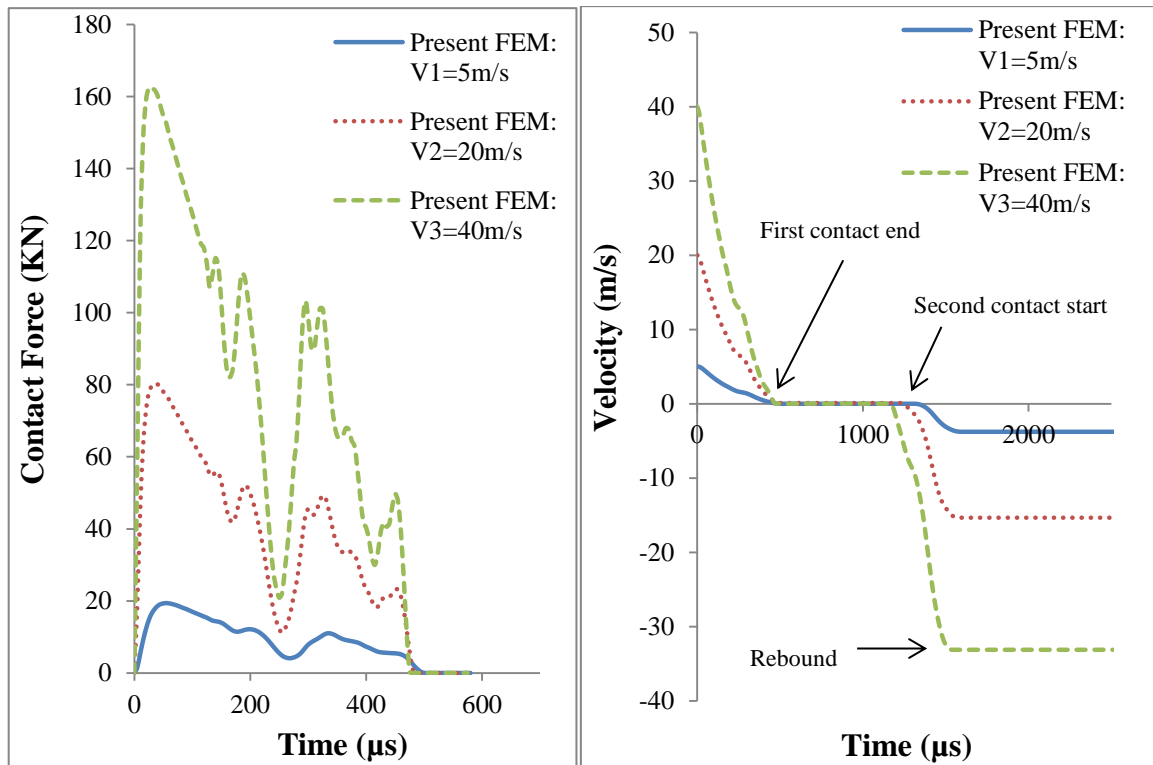 180
160
140
120
100
80
60
40
20
0
0
200
400
600
Contact Force (KN)
Time (µs)
Present FEM:
V1=5m/s
Present FEM:
V2=20m/s
Present FEM:
V3=40m/s
50
40
30
20
10
0
-10
-20
-30
-40
0
1000
2000
Velocity (m/s)
Time (µs)
Present FEM:
V1=5m/s
Present FEM:
V2=20m/s
Present FEM:
V3=40m/s
First contact end
Second contact start
Rebound